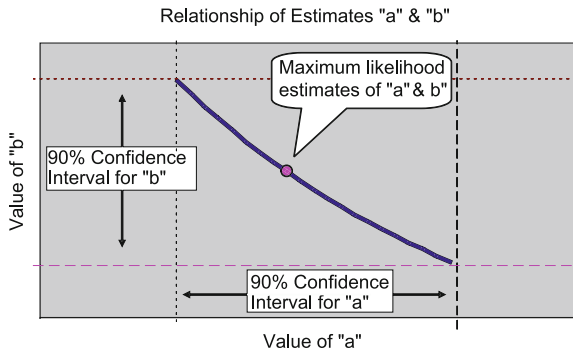 Relationship of Estimates "a" & "b"
Maximum likelihood
estimates of "a" & b"
90% Confidence
Interval for "b"
Value of "b"
90% Confidence
Interval for "a"
Value of "a"